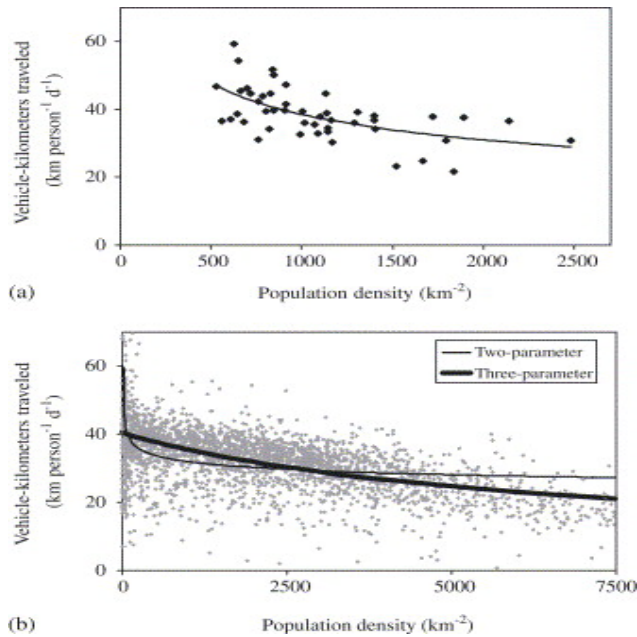 60
40
20
0
Vehicle-kilometers traveled
(km person⁻¹ d⁻¹)
0 500 1000 1500 2000 2500
(a)
Population density (km⁻²)
Two-parameter
Three-parameter
60
40
20
0
Vehicle-kilometers traveled
(km person⁻¹ d⁻¹)
0 2500 5000 7500
(b)
Population density (km⁻²)